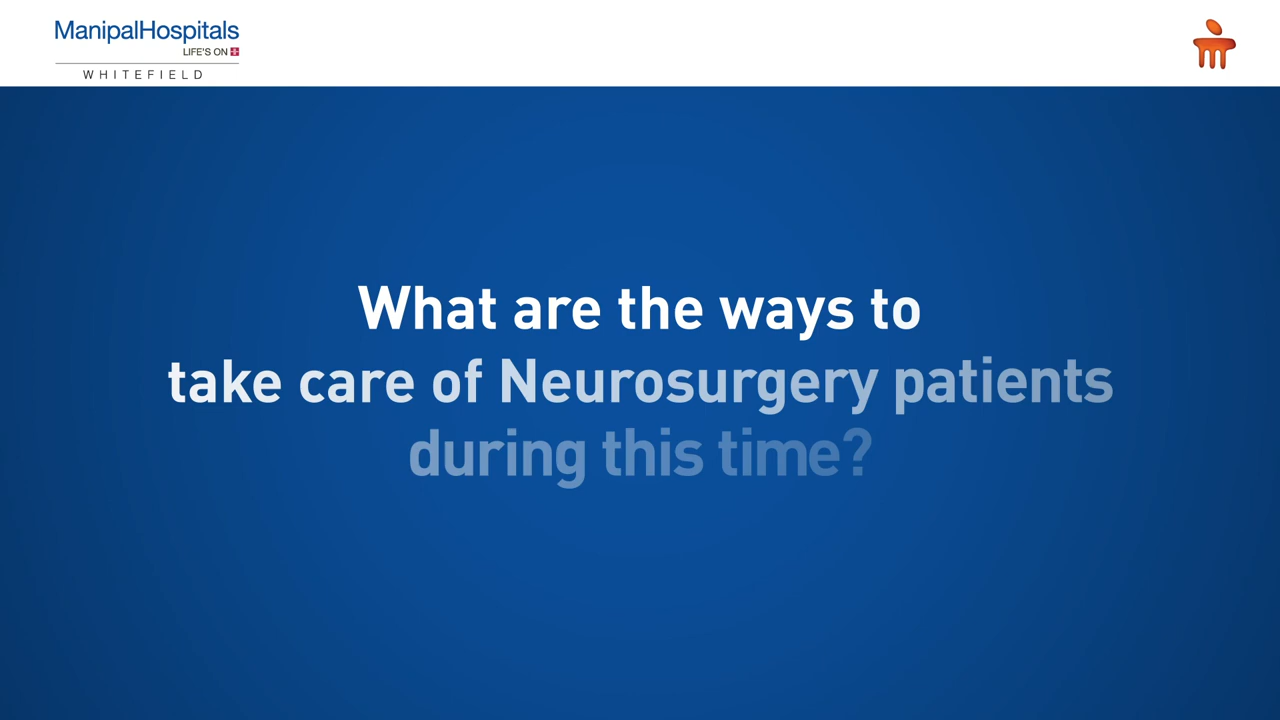 ManipalHospitals
LIFE'S ON
WHITEFIELD
What are the ways to
take care of Neurosurgery patients
during this time?